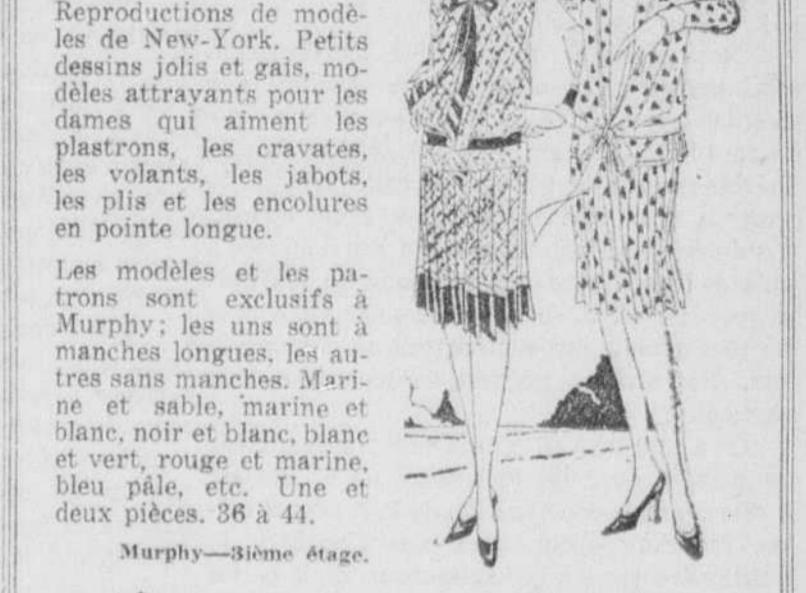 Reproductions de modè-
les de New-York. Petits
dessins jolis et gais, mo-
dèles attrayants pour les
dames qui aiment les
plastrons, les cravates,
les volants, les jabots,
les plis et les encolures
en pointe longue.
Les modèles et les pa-
trons sont exclusifs à
Murphy; les uns sont à
manches longues, les au-
tres sans manches. Mari-
ne et sable, marine et
blanc, noir et blanc, blanc
et vert, rouge et marine,
bleu pâle, etc. Une et
deux pièces. 36 à 44.
Murphy—3ième étage.